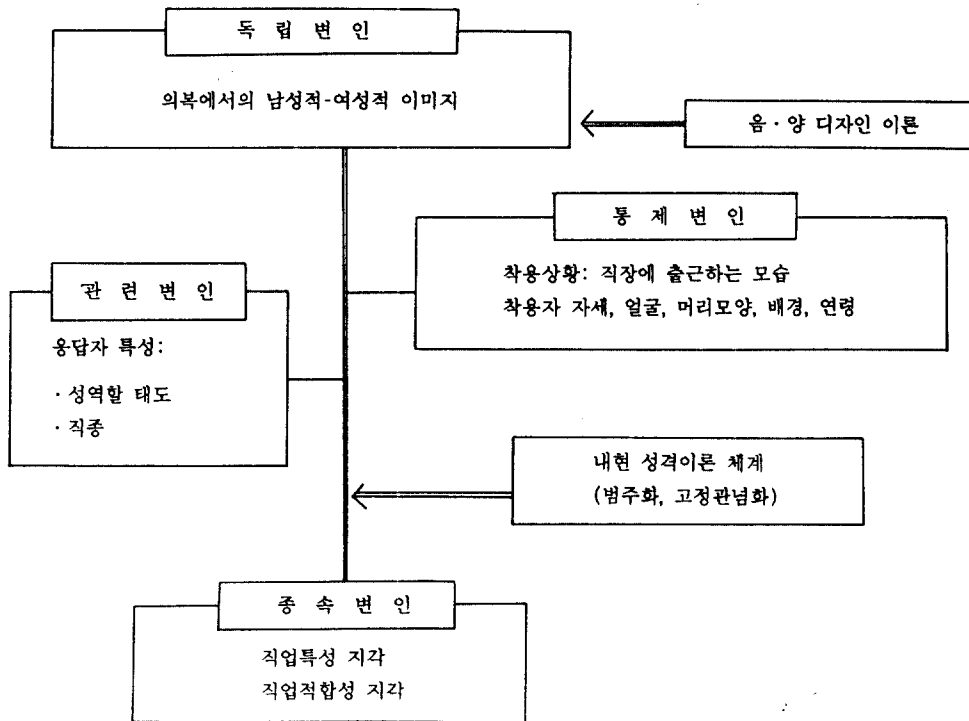 독 립 변 인
의복에서의 남성적-여성적 이미지
음·양 디자인 이론
통 제 변 인
착용상황: 직장에 출근하는 모습
착용자 자세, 얼굴, 머리모양, 배경, 연령
관 련 변 인
응답자 특성:
· 성역할 태도
· 직종
내현 성격이론 체계
(범주화, 고정관념화)
종 속 변 인
직업특성 지각
직업적합성 지각